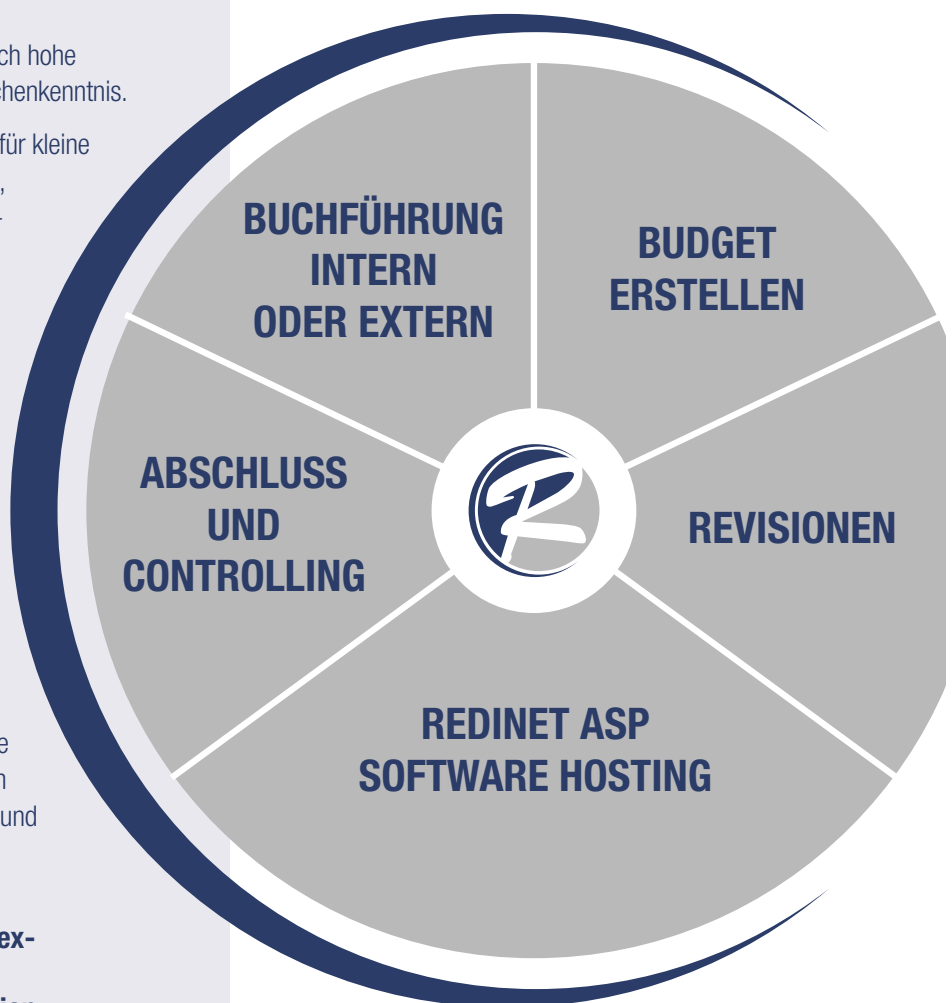 ch hohe
chenkenntnis.
für kleine
,
e
n
und
ex-
BUCHFÜHRUNG
INTERN
ODER EXTERN
BUDGET
ERSTELLEN
ABSCHLUSS
UND
CONTROLLING
REVISIONEN
REDINET ASP
SOFTWARE HOSTING
R